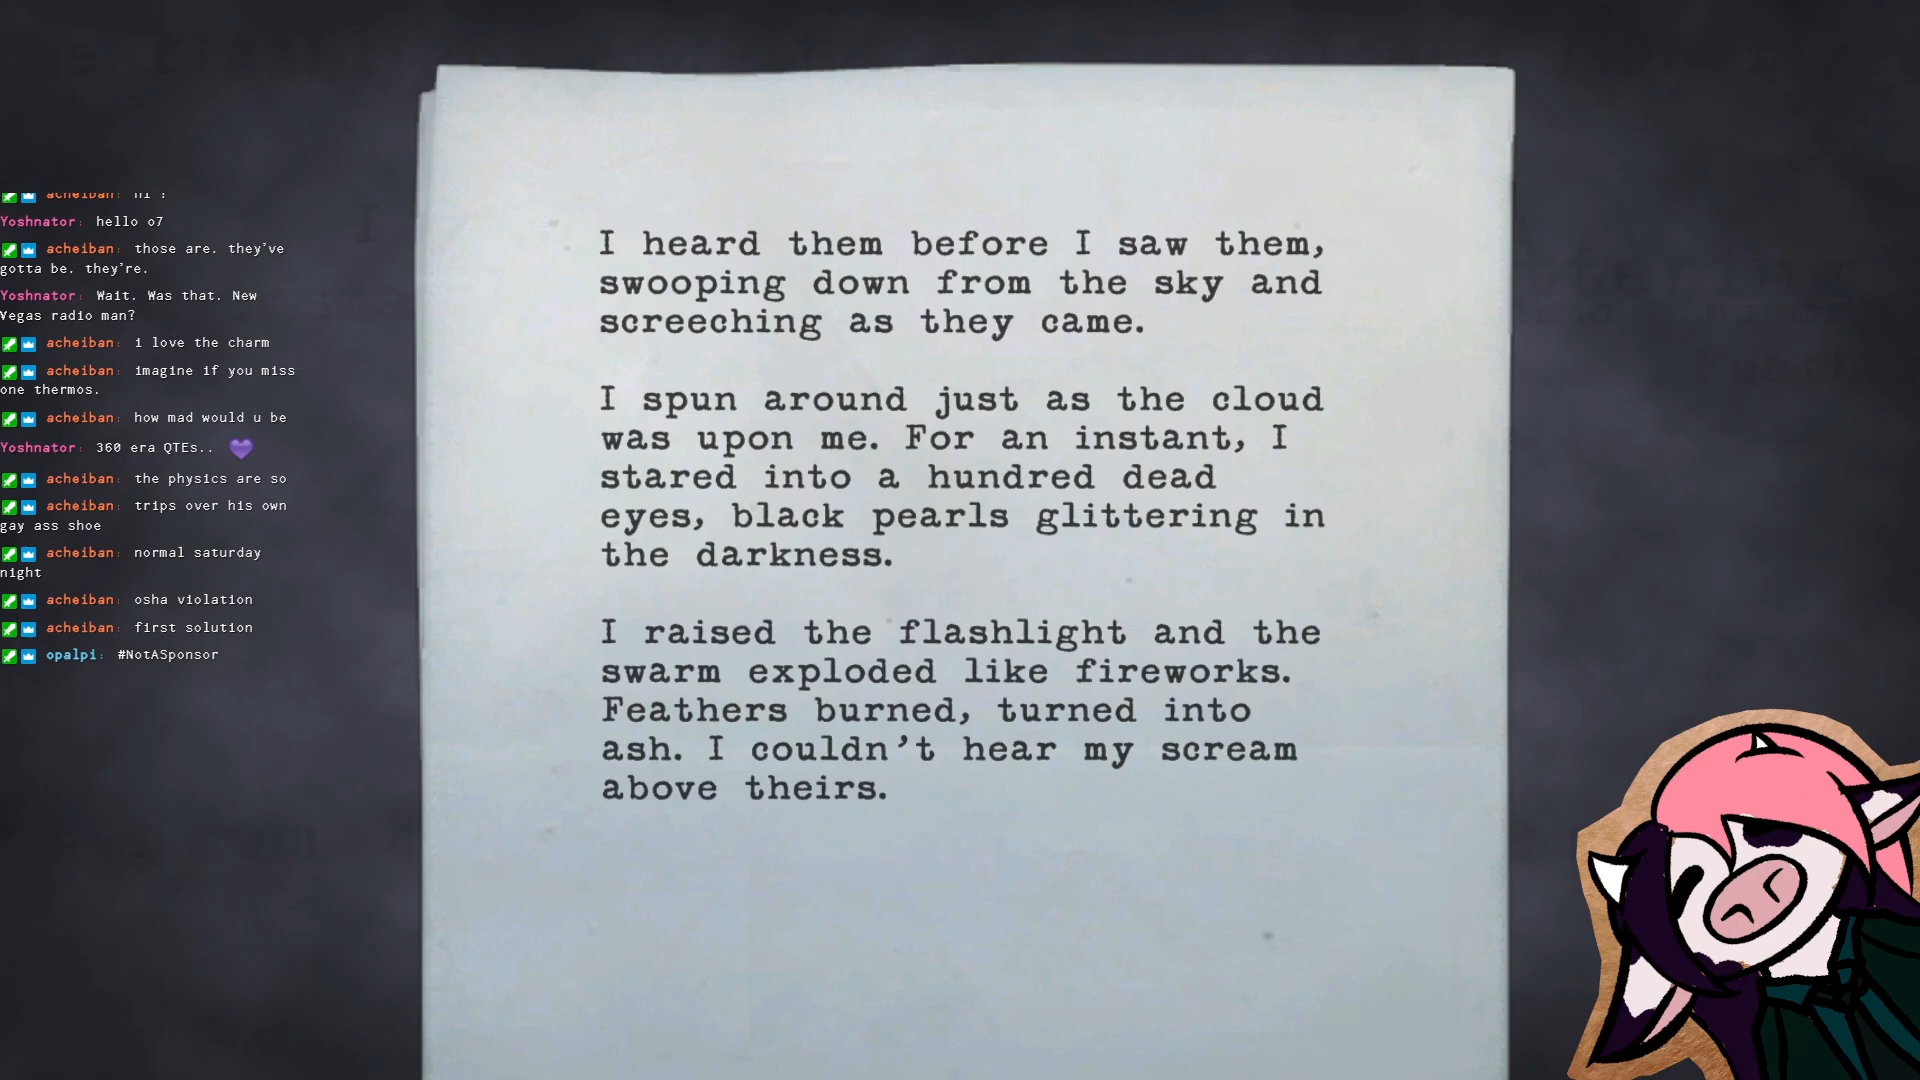 acheiban: hi !
Yoshnator: hello o7
acheiban: those are. they've
gotta be. they're.
Yoshnator: Wait. Was that. New
Vegas radio man?
acheiban: i love the charm
acheiban: imagine if you miss
one thermos.
acheiban: how mad would u be
Yoshnator: 360 era QTEs..
acheiban: the physics are so
acheiban: trips over his own
gay ass shoe
acheiban: normal saturday
night
acheiban: osha violation
acheiban: first solution
opalpi: #NotASponsor
I heard them before I saw them,
swooping down from the sky and
screeching as they came.
I spun around just as the cloud
was upon me. For an instant, I
stared into a hundred dead
eyes, black pearls glittering in
the darkness.
I raised the flashlight and the
swarm exploded like fireworks.
Feathers burned, turned into
ash. I couldn't hear my scream
above theirs.